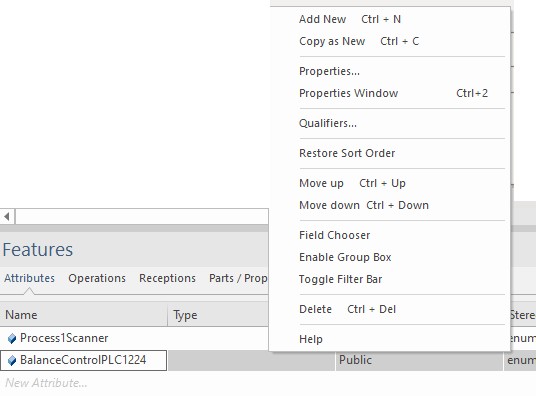 Add New Ctrl + N
Copy as New Ctrl + C
Properties...
Properties Window Ctrl+2
Qualifiers...
Restore Sort Order
Move up Ctrl + Up
Move down Ctrl + Down
Field Chooser
Enable Group Box
Toggle Filter Bar
Delete Ctrl + Del
Help
Features
Attributes Operations Receptions Parts / Prop
Name Type Stere
Process1Scanner enum
BalanceControlPLC1224 Public enum
New Attribute...